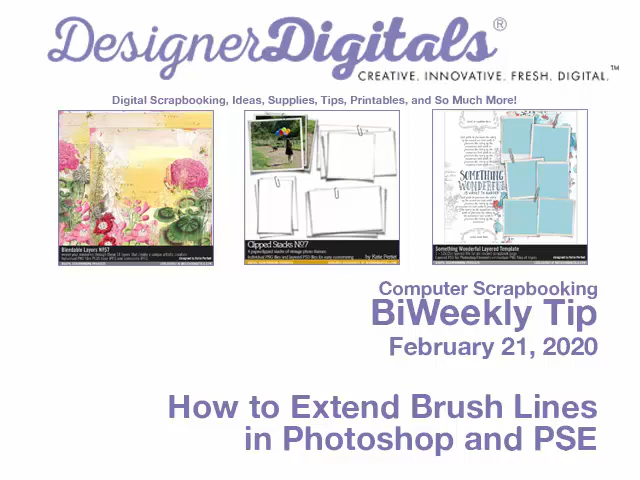 DesignerDigitals®
CREATIVE. INNOVATIVE. FRESH. DIGITAL.™
Digital Scrapbooking, Ideas, Supplies, Tips, Printables, and So Much More!
SOMETHING
WONDERFUL
Blendable Layers No57
Clipped Stacks No7
by Katie Pertiet
Something Wonderful Layered Template
Computer Scrapbooking
BiWeekly Tip
February 21, 2020
How to Extend Brush Lines
in Photoshop and PSE